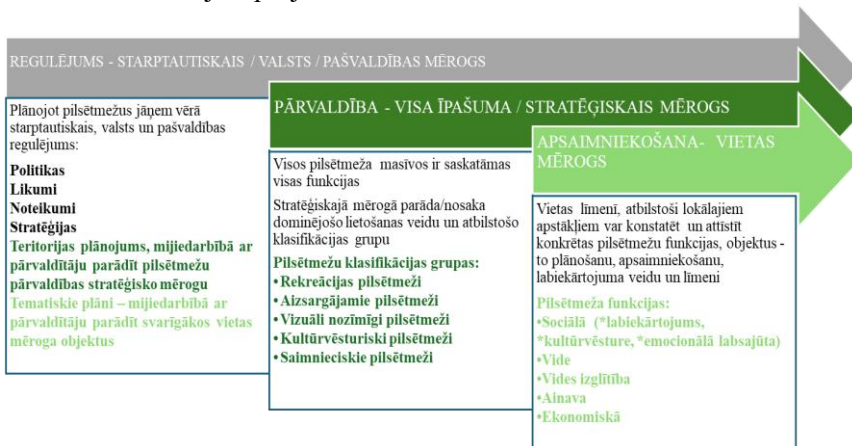 REGULĒJUMS - STARPTAUTISKAIS / VALSTS / PAŠVALDĪBAS MĒROGS
Plānojot pilsētmežus jāņem vērā
starptautiskais, valsts un pašvaldības
regulējums:
Politikas
Likumi
Noteikumi
Stratēģijas
Teritorijas plānojums, mijiedarbībā ar
pārvaldītāju parādīt pilsētmežu
pārvaldības stratēģisko mērogu
Tematiskie plāni – mijiedarbībā ar
pārvaldītāju parādīt svarīgākos vietas
mēroga objektus
PĀRVALDĪBA - VISA ĪPAŠUMA / STRATĒĢISKAIS MĒROGS
Visos pilsētmeža masīvos ir saskatāmas
visas funkcijas
Stratēģiskajā mērogā parāda/nosaka
dominējošo lietošanas veidu un atbilstošo
klasifikācijas grupu
Pilsētmežu klasifikācijas grupas:
•Rekreācijas pilsētmeži
•Aizsargājamie pilsētmeži
•Vizuāli nozīmīgi pilsētmeži
•Kultūrvēsturiski pilsētmeži
•Saimnieciskie pilsētmeži
APSAIMNIEKOŠANA- VIETAS
MĒROGS
Vietas līmenī, atbilstoši lokālajiem
apstākļiem var konstatēt un attīstīt
konkrētas pilsētmežu funkcijas, objektus -
to plānošanu, apsaimniekošanu,
labiekārtojuma veidu un līmeni
Pilsētmeža funkcijas:
•Sociālā (*labiekārtojums,
*kultūrvēsture, *emocionālā labsajūta)
•Vide
•Vides izglītība
•Ainava
•Ekonomiskā